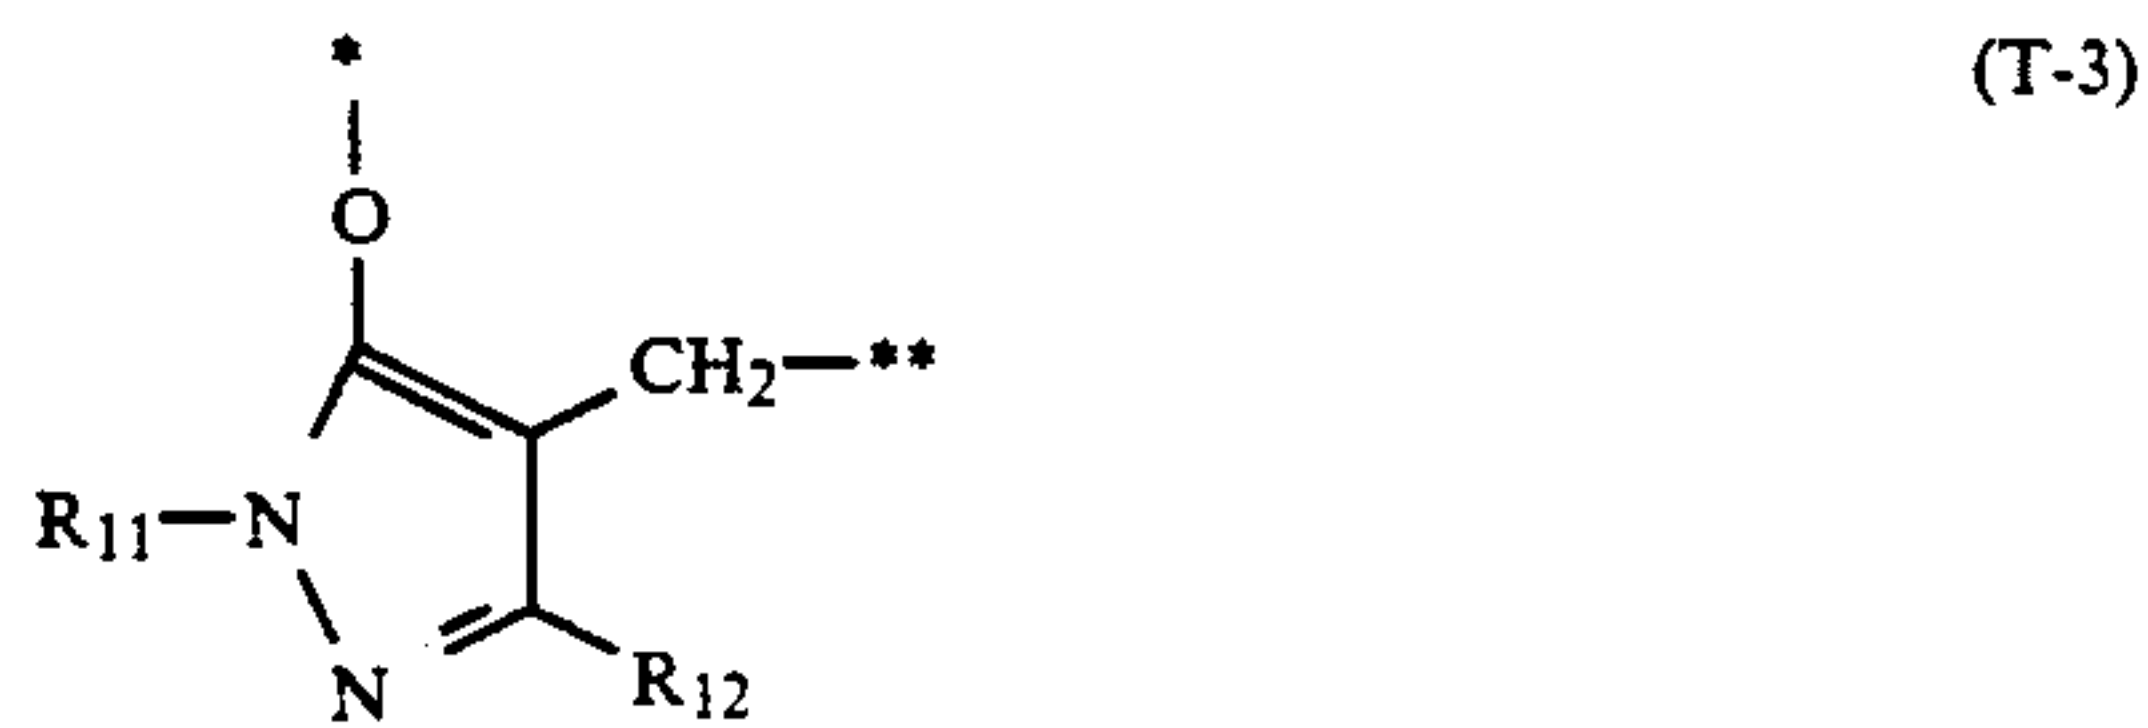 * (T-3)
O
CH₂—**
R₁₁—N
N
R₁₂